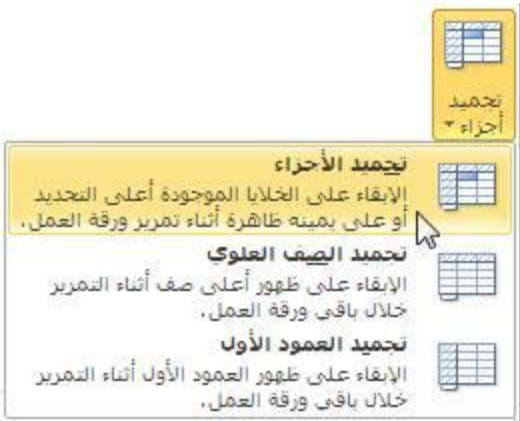 تجميد
أجزاء
تجميد الأجزاء
الإبقاء على الخلايا الموجودة أعلى التحديد
أو على يمينه ظاهرة أثناء تمرير ورقة العمل.
تجميد الصف العلوي
الإبقاء على ظهور أعلى صف أثناء التمرير
خلال باقي ورقة العمل.
تجميد العمود الأول
الإبقاء على ظهور العمود الأول أثناء التمرير
خلال باقي ورقة العمل.